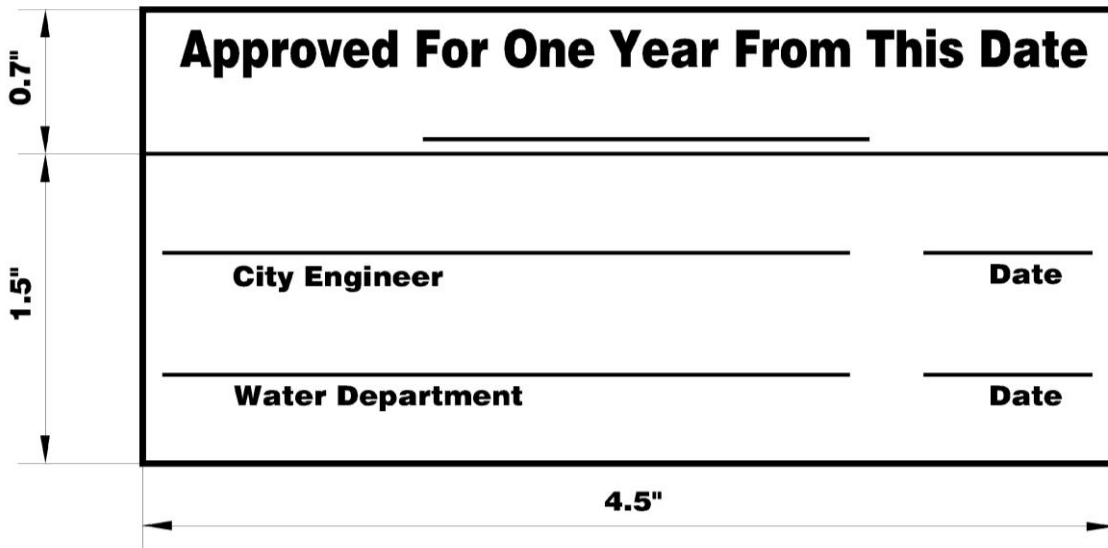 Approved For One Year From This Date
0.7"
1.5"
City Engineer Date
Water Department Date
4.5"